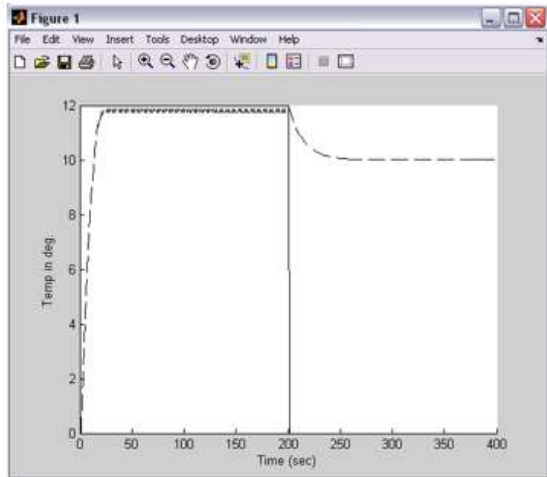 Figure 1
File Edit View Insert Tools Desktop Window Help
12
10
8
6
4
2
0
Temp in deg.
0 50 100 150 200 250 300 350 400
Time (sec)